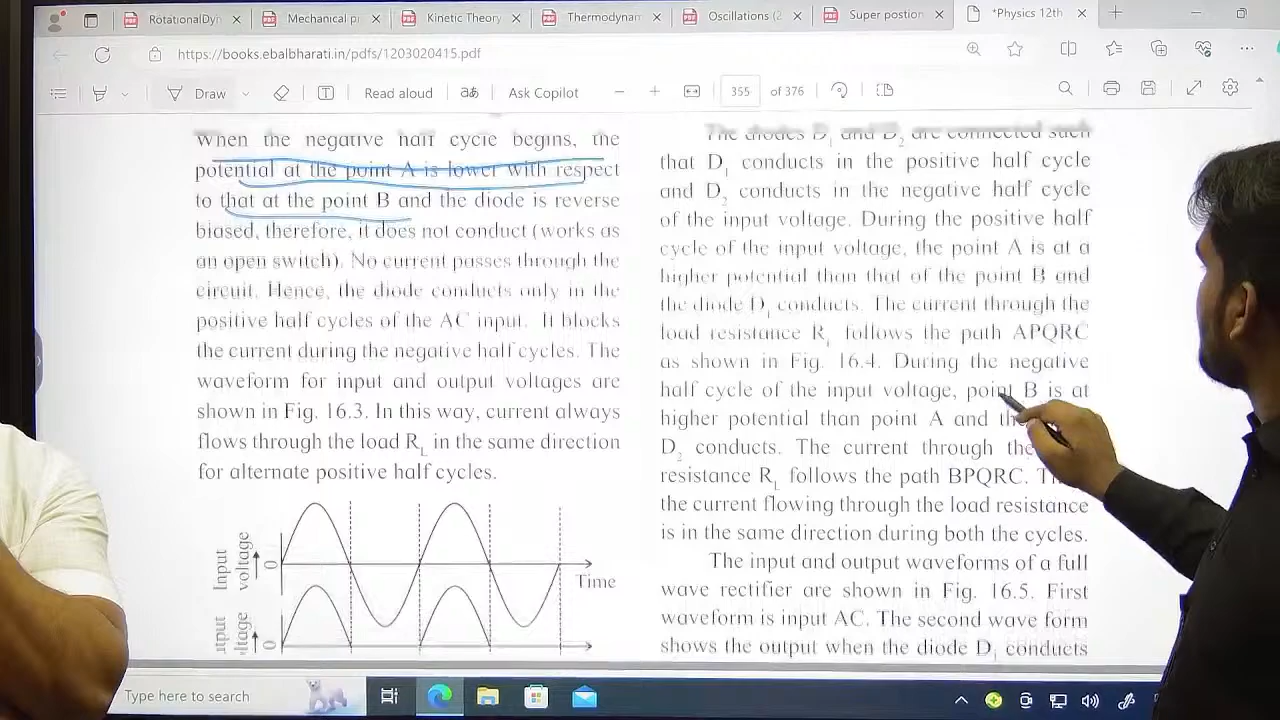 RotationalDyn
Mechanical pr
Kinetic Theory
Thermodynam
Oscillations (2
Super postion
*Physics 12th
https://books.ebalbharati.in/pdfs/1203020415.pdf
Draw
Read aloud
aあ
Ask Copilot
355 of 376
When the negative half cycle begins, the
potential at the point A is lower with respect
to that at the point B and the diode is reverse
biased, therefore, it does not conduct (works as
an open switch). No current passes through the
circuit. Hence, the diode conducts only in the
positive half cycles of the AC input. It blocks
the current during the negative half cycles. The
waveform for input and output voltages are
shown in Fig. 16.3. In this way, current always
flows through the load R_L in the same direction
for alternate positive half cycles.
Input
voltage
0
Time
0
The diodes D₁ and D₂ are connected such
that D₁ conducts in the positive half cycle
and D₂ conducts in the negative half cycle
of the input voltage. During the positive half
cycle of the input voltage, the point A is at a
higher potential than that of the point B and
the diode D₁ conducts. The current through the
load resistance R_L follows the path APQRC
as shown in Fig. 16.4. During the negative
half cycle of the input voltage, point B is at
higher potential than point A and
D₂ conducts. The current through the
resistance R_L follows the path BPQRC.
the current flowing through the load resistance
is in the same direction during both the cycles.
The input and output waveforms of a full
wave rectifier are shown in Fig. 16.5. First
waveform is input AC. The second wave form
shows the output when the diode D₁ conducts
Type here to search